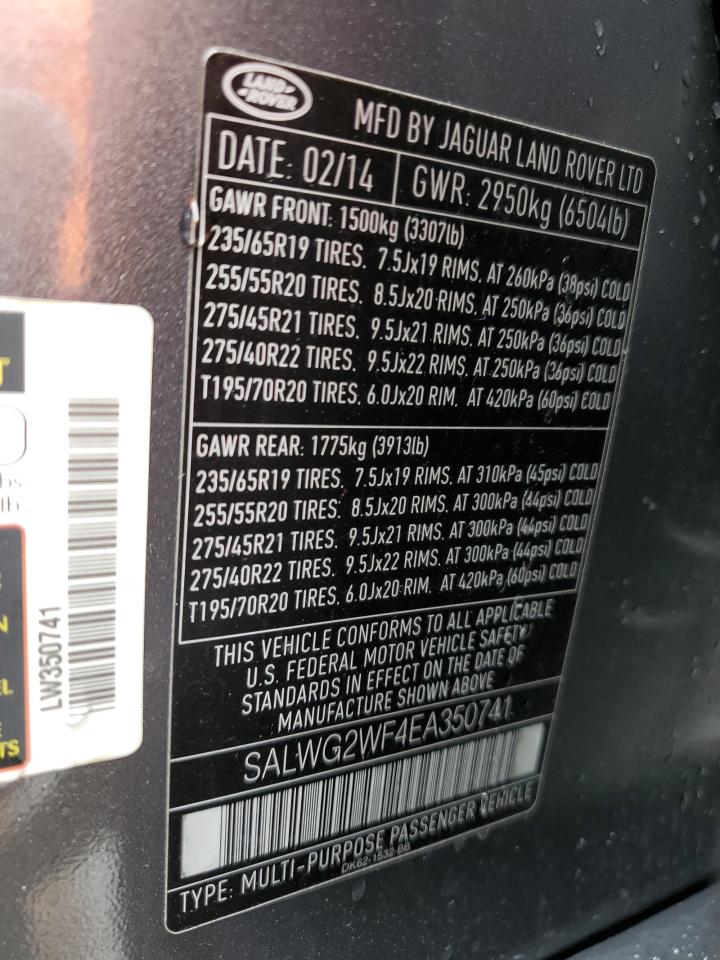 LAND
ROVER
MFD BY JAGUAR LAND ROVER LTD
DATE: 02/14
GWR: 2950kg (6504lb)
GAWR FRONT: 1500kg (3307lb)
235/65R19 TIRES. 7.5Jx19 RIMS, AT 260kPa (38psi) COLD
255/55R20 TIRES. 8.5Jx20 RIMS, AT 250kPa (36psi) COLD
275/45R21 TIRES. 9.5Jx21 RIMS, AT 250kPa (36psi) COLD
275/40R22 TIRES. 9.5Jx22 RIMS, AT 250kPa (36psi) COLD
T195/70R20 TIRES. 6.0Jx20 RIM. AT 420kPa (60psi) COLD
GAWR REAR: 1775kg (3913lb)
235/65R19 TIRES. 7.5Jx19 RIMS, AT 310kPa (45psi) COLD
255/55R20 TIRES. 8.5Jx20 RIMS, AT 300kPa (44psi) COLD
275/45R21 TIRES. 9.5Jx21 RIMS, AT 300kPa (44psi) COLD
275/40R22 TIRES. 9.5Jx22 RIMS, AT 300kPa (44psi) COLD
T195/70R20 TIRES. 6.0Jx20 RIM. AT 420kPa (60psi) COLD
THIS VEHICLE CONFORMS TO ALL APPLICABLE
U.S. FEDERAL MOTOR VEHICLE SAFETY
STANDARDS IN EFFECT ON THE DATE OF
MANUFACTURE SHOWN ABOVE
SALWG2WF4EA350741
TYPE: MULTI-PURPOSE PASSENGER VEHICLE
DK62-1532-BB
LW350741